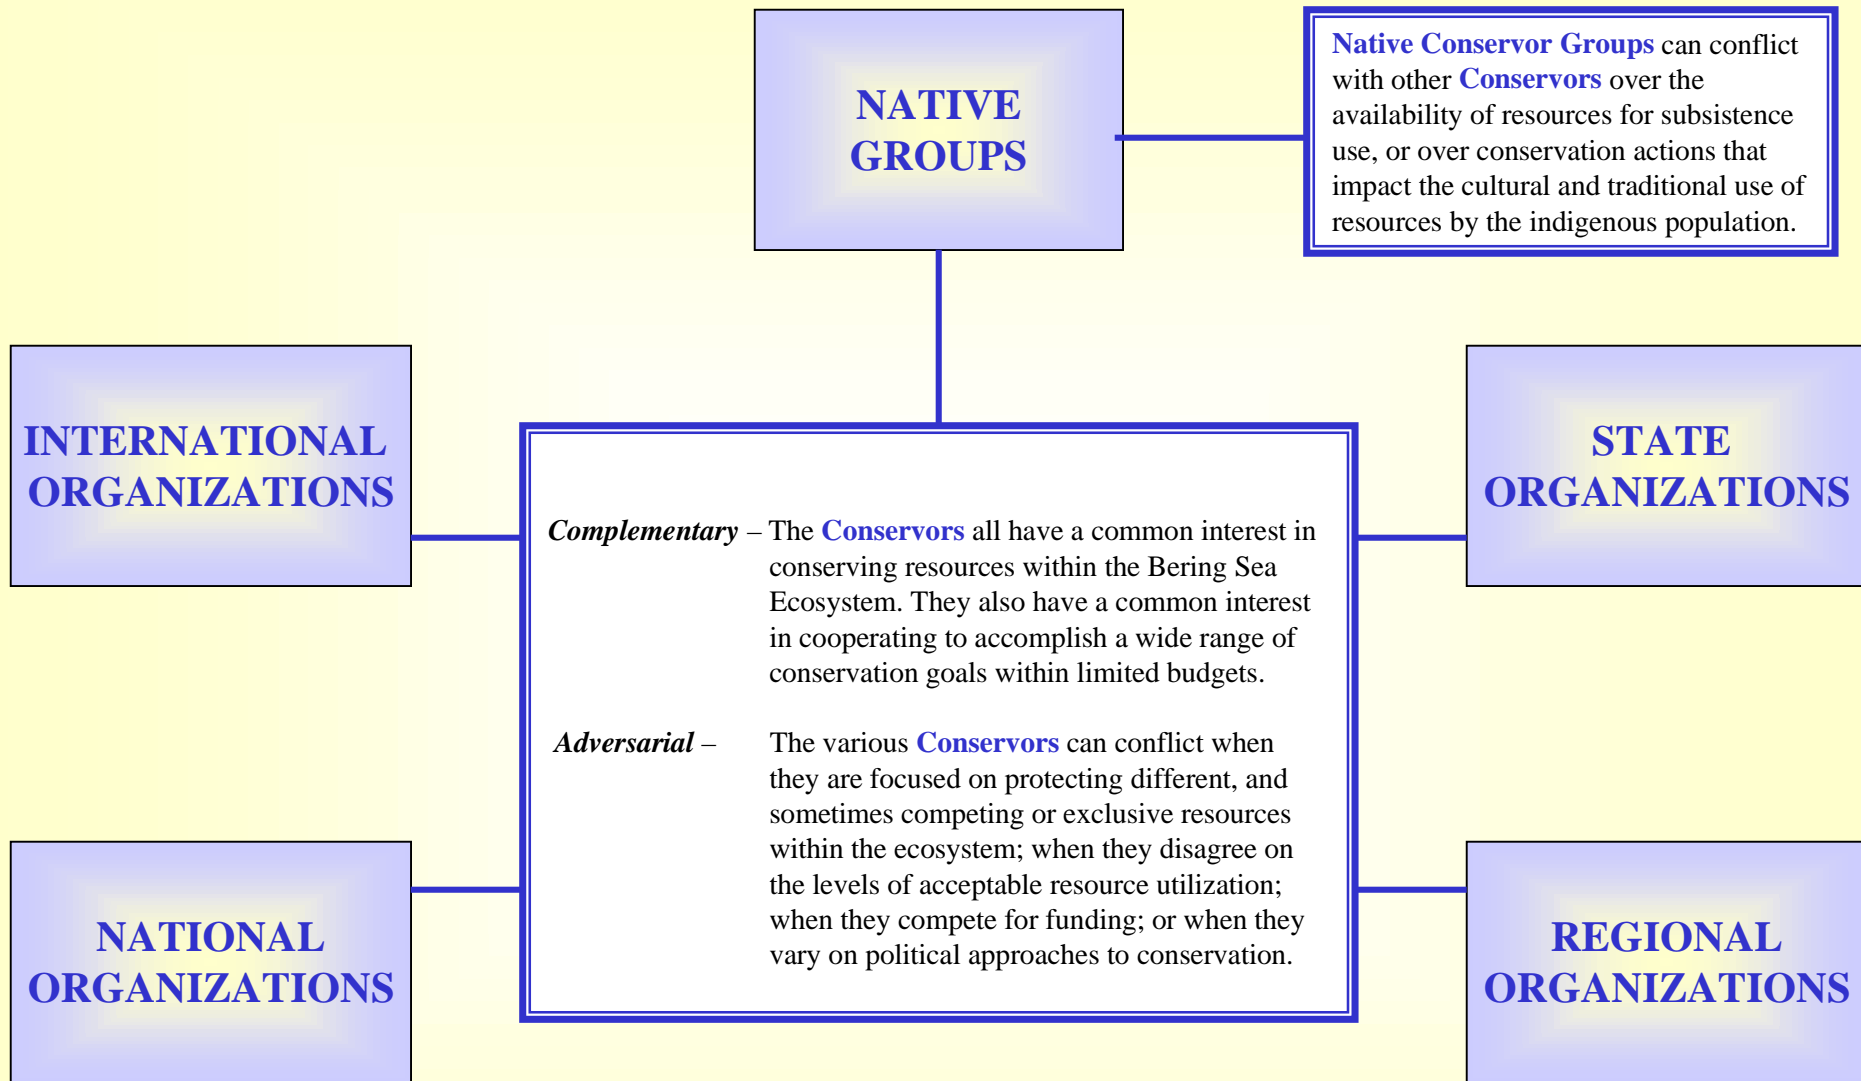 NATIVE
GROUPS
Native Conservor Groups can conflict
with other Conservors over the
availability of resources for subsistence
use, or over conservation actions that
impact the cultural and traditional use of
resources by the indigenous population.
INTERNATIONAL
ORGANIZATIONS
STATE
ORGANIZATIONS
Complementary – The Conservors all have a common interest in
conserving resources within the Bering Sea
Ecosystem. They also have a common interest
in cooperating to accomplish a wide range of
conservation goals within limited budgets.
Adversarial – The various Conservors can conflict when
they are focused on protecting different, and
sometimes competing or exclusive resources
within the ecosystem; when they disagree on
the levels of acceptable resource utilization;
when they compete for funding; or when they
vary on political approaches to conservation.
NATIONAL
ORGANIZATIONS
REGIONAL
ORGANIZATIONS